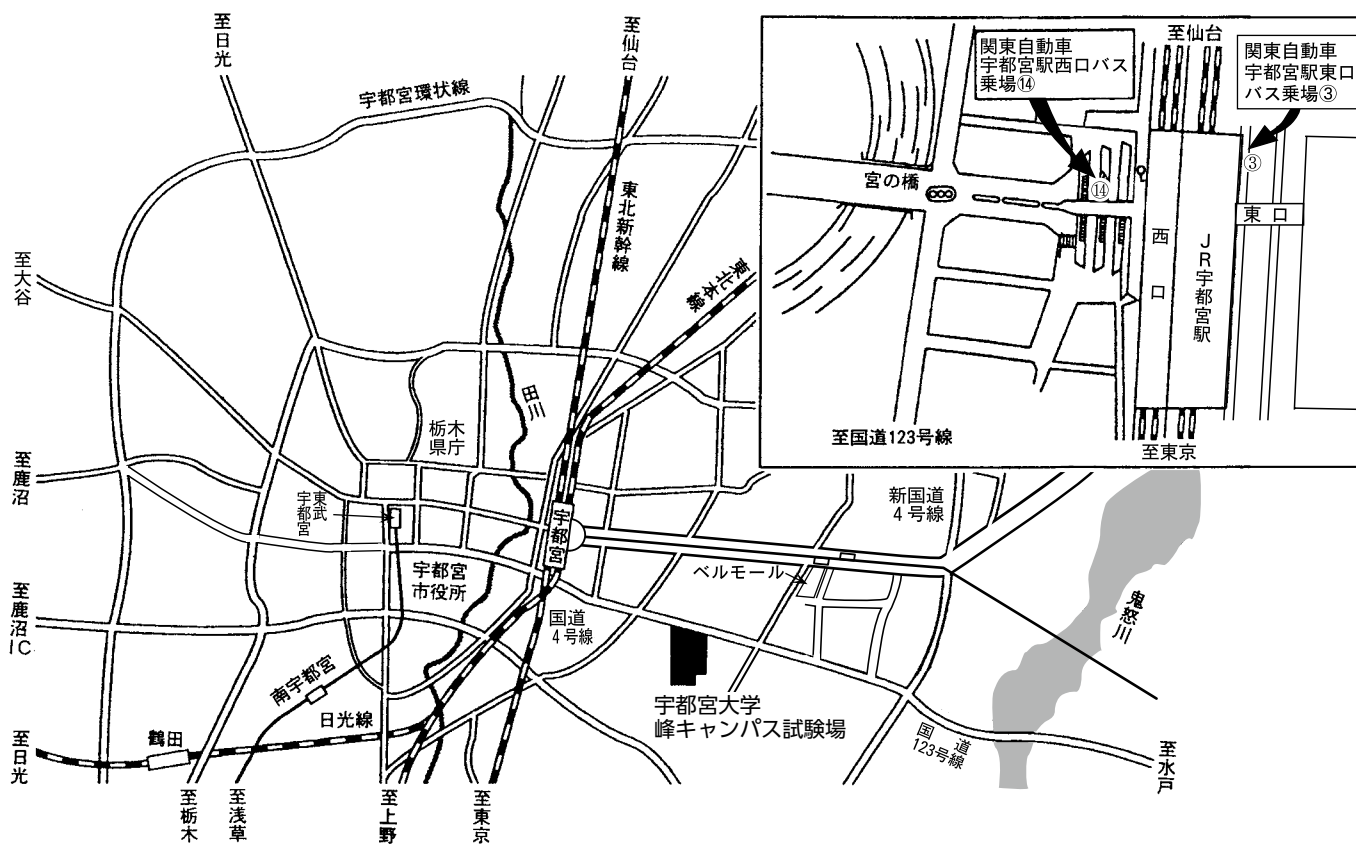 至日光
至仙台
宇都宮環状線
東北新幹線
東北本線
至大谷
田川
栃木
県庁
至鹿沼
東武
宇都宮
宇都宮
宇都宮
市役所
新国道
4号線
ベルモール
鬼怒川
至鹿沼IC
国道
4号線
南宇都宮
日光線
宇都宮大学
峰キャンパス試験場
国道
123号線
鶴田
至日光
至水戸
至栃木
至浅草
至上野
至東京
至仙台
関東自動車
宇都宮駅西口バス
乗場⑭
関東自動車
宇都宮駅東口
バス乗場③
③
宮の橋
⑭
東口
西口
JR宇都宮駅
至国道123号線
至東京